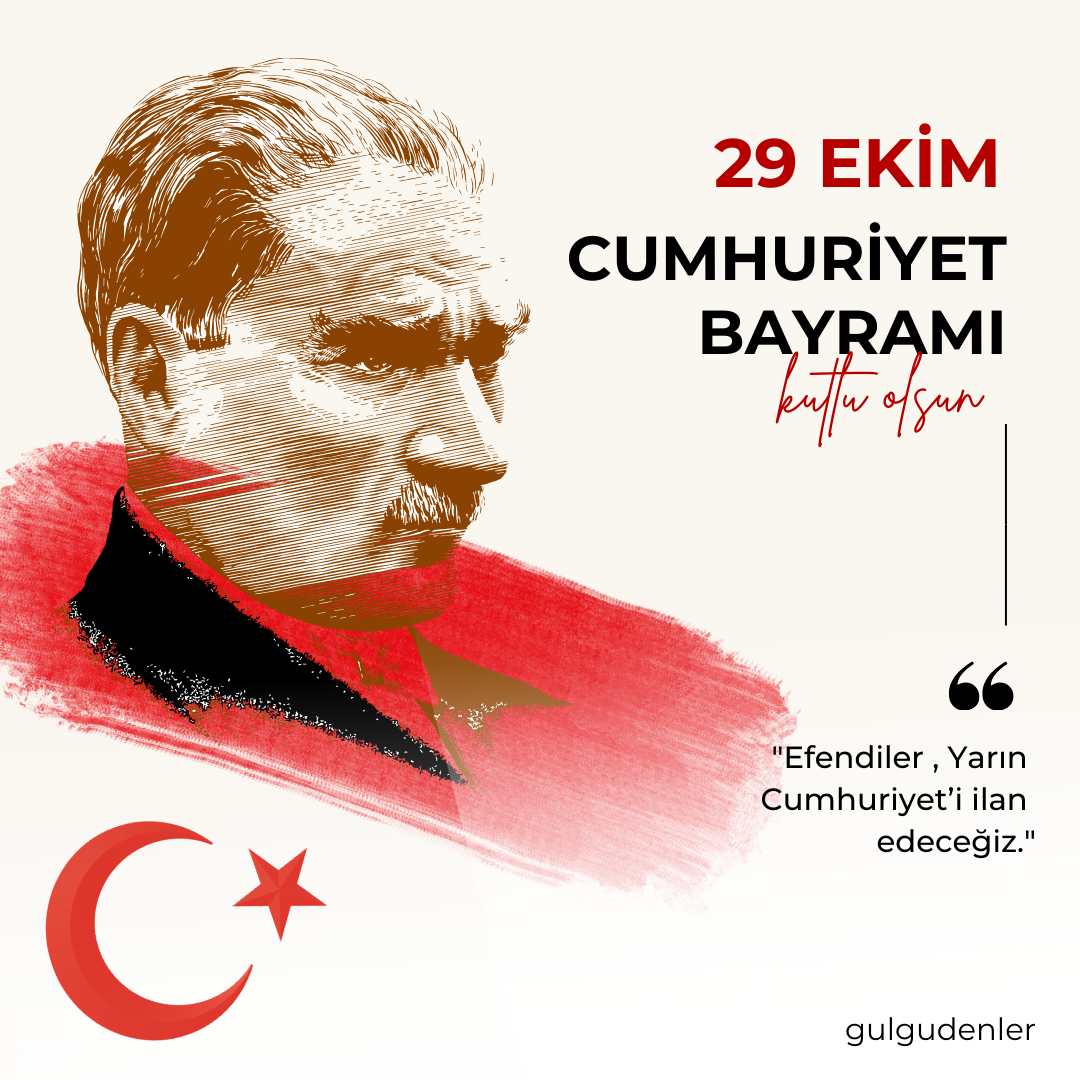 29 EKİM
CUMHURİYET
BAYRAMI
kutlu olsun
“
"Efendiler , Yarın
Cumhuriyet’i ilan
edeceğiz."
gulgudenler